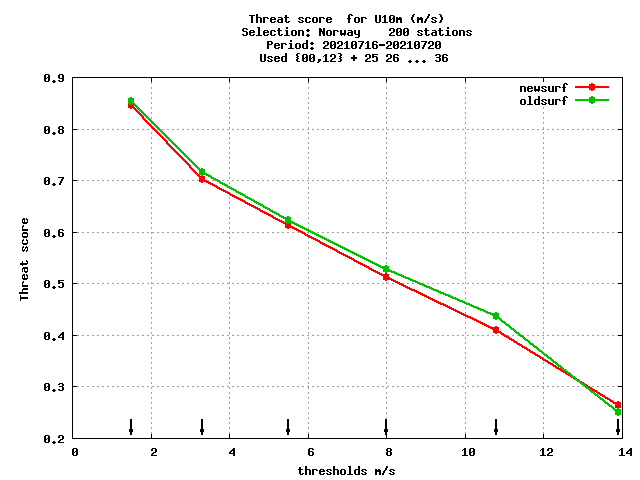 Threat score  for U10m (m/s)
Selection: Norway    200 stations
Period: 20210716-20210720
Used {00,12} + 25 26 ... 36
newsurf
oldsurf
0.9
0.8
0.7
0.6
0.5
0.4
0.3
0.2
Threat score
0 2 4 6 8 10 12 14
thresholds m/s